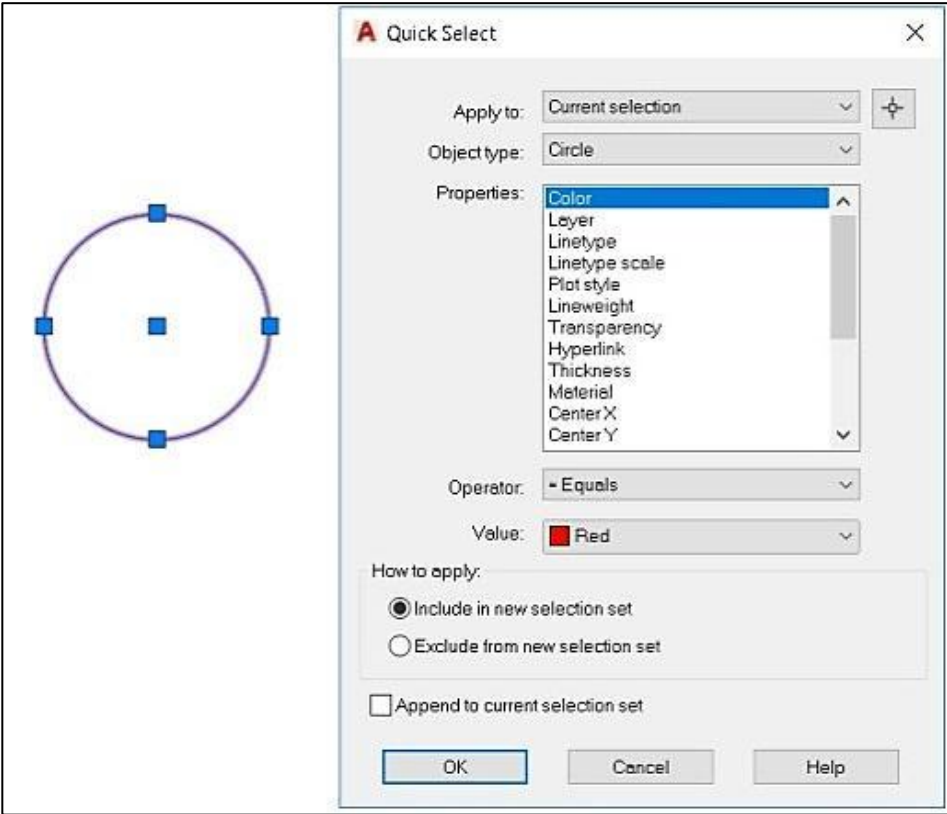 A Quick Select
Apply to: Current selection
Object type: Circle
Properties: Color
Layer
Linetype
Linetype scale
Plot style
Lineweight
Transparency
Hyperlink
Thickness
Material
Center X
Center Y
Operator: = Equals
Value: Red
How to apply:
Include in new selection set
Exclude from new selection set
Append to current selection set
OK Cancel Help